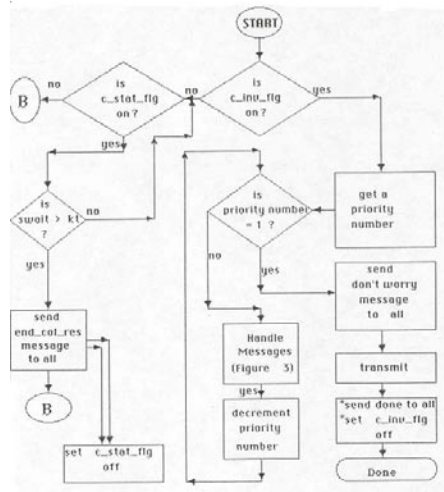 START
no
is
c_stat_flg
on ?
no
is
c_inv_flg
on ?
yes
B
yes
is
swait > kt
?
no
is
priority number
= 1 ?
get a
priority
number
yes
no
yes
send
don't worry
message
to all
send
end_col_res
message
to all
Handle
Messages
(Figure 3)
transmit
B
yes
decrement
priority
number
*send done to all
*set c_inv_flg
off
set c_stat_flg
off
Done